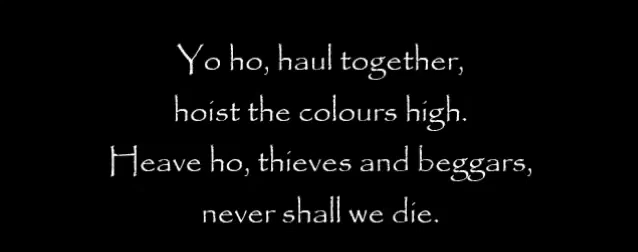 Yo ho, haul together,
hoist the colours high.
Heave ho, thieves and beggars,
never shall we die.